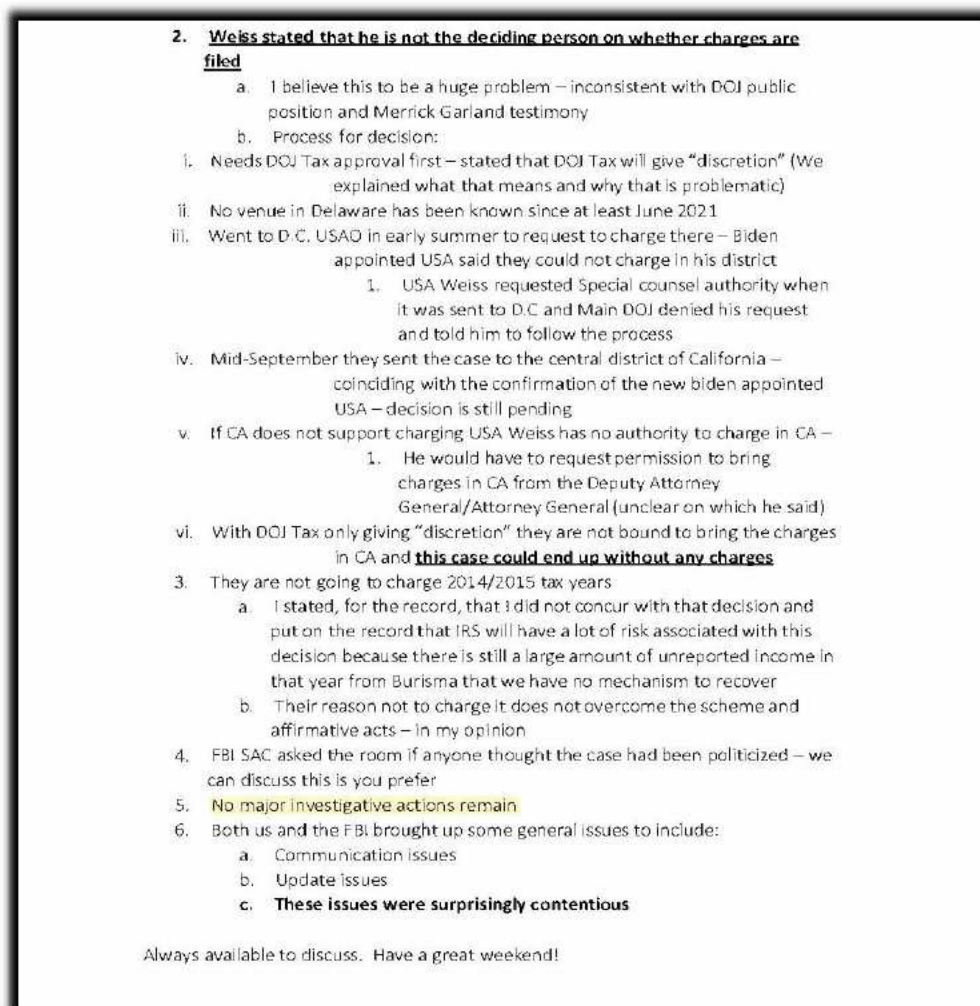 2. Weiss stated that he is not the deciding person on whether charges are
filed
a. I believe this to be a huge problem – inconsistent with DOJ public
position and Merrick Garland testimony
b. Process for decision:
i. Needs DOJ Tax approval first – stated that DOJ Tax will give “discretion” (We
explained what that means and why that is problematic)
ii. No venue in Delaware has been known since at least June 2021
iii. Went to D.C. USAO in early summer to request to charge there – Biden
appointed USA said they could not charge in his district
1. USA Weiss requested Special counsel authority when
it was sent to D.C and Main DOJ denied his request
and told him to follow the process
iv. Mid-September they sent the case to the central district of California –
coinciding with the confirmation of the new biden appointed
USA – decision is still pending
v. If CA does not support charging USA Weiss has no authority to charge in CA –
1. He would have to request permission to bring
charges in CA from the Deputy Attorney
General/Attorney General (unclear on which he said)
vi. With DOJ Tax only giving “discretion” they are not bound to bring the charges
in CA and this case could end up without any charges
3. They are not going to charge 2014/2015 tax years
a. I stated, for the record, that I did not concur with that decision and
put on the record that IRS will have a lot of risk associated with this
decision because there is still a large amount of unreported income in
that year from Burisma that we have no mechanism to recover
b. Their reason not to charge it does not overcome the scheme and
affirmative acts – in my opinion
4. FBI SAC asked the room if anyone thought the case had been politicized – we
can discuss this is you prefer
5. No major investigative actions remain
6. Both us and the FBI brought up some general issues to include:
a. Communication issues
b. Update issues
c. These issues were surprisingly contentious
Always available to discuss. Have a great weekend!